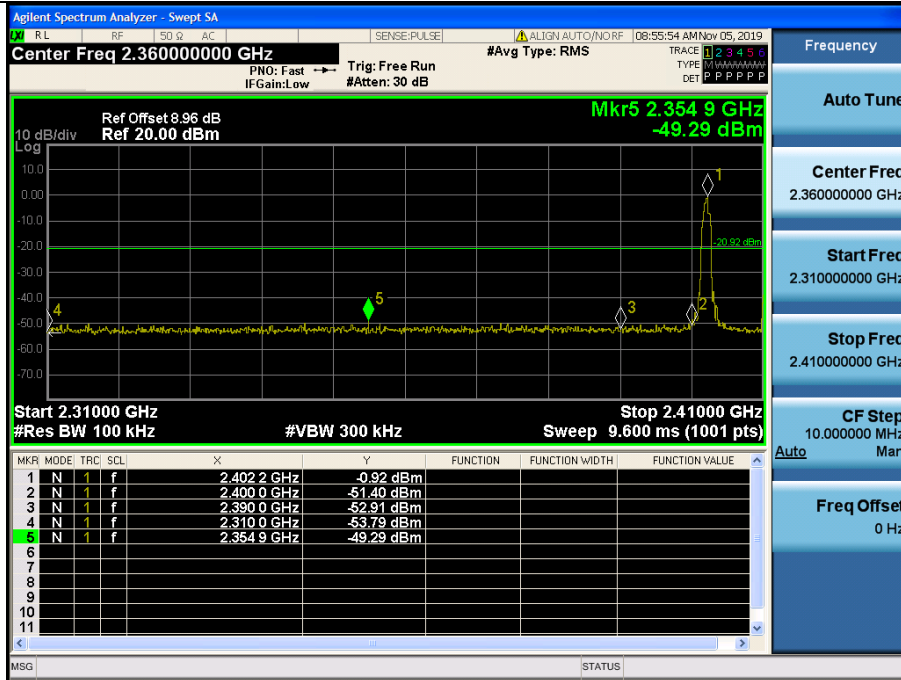 Agilent Spectrum Analyzer - Swept SA
LXI RL RF 50 Ω AC SENSE:PULSE ALIGN AUTO/NO RF 08:55:54 AM Nov 05, 2019
Center Freq 2.360000000 GHz
PNO: Fast
IFGain:Low
Trig: Free Run
#Atten: 30 dB
#Avg Type: RMS
TRACE 1 2 3 4 5 6
TYPE M W W W W W
DET P P P P P P
Mkr5 2.354 9 GHz
-49.29 dBm
10 dB/div
Log
Ref Offset 8.96 dB
Ref 20.00 dBm
10.0
0.00
-10.0
-20.0
-30.0
-40.0
-50.0
-60.0
-70.0
-20.92 dBm
1
2
3
4
5
Start 2.31000 GHz Stop 2.41000 GHz
#Res BW 100 kHz #VBW 300 kHz Sweep 9.600 ms (1001 pts)
MKR MODE TRC SCL X Y FUNCTION FUNCTION WIDTH FUNCTION VALUE
1 N 1 f 2.402 2 GHz -0.92 dBm
2 N 1 f 2.400 0 GHz -51.40 dBm
3 N 1 f 2.390 0 GHz -52.91 dBm
4 N 1 f 2.310 0 GHz -53.79 dBm
5 N 1 f 2.354 9 GHz -49.29 dBm
6
7
8
9
10
11
MSG STATUS
Frequency
Auto Tune
Center Freq
2.360000000 GHz
Start Freq
2.310000000 GHz
Stop Freq
2.410000000 GHz
CF Step
10.000000 MHz
Auto Man
Freq Offset
0 Hz